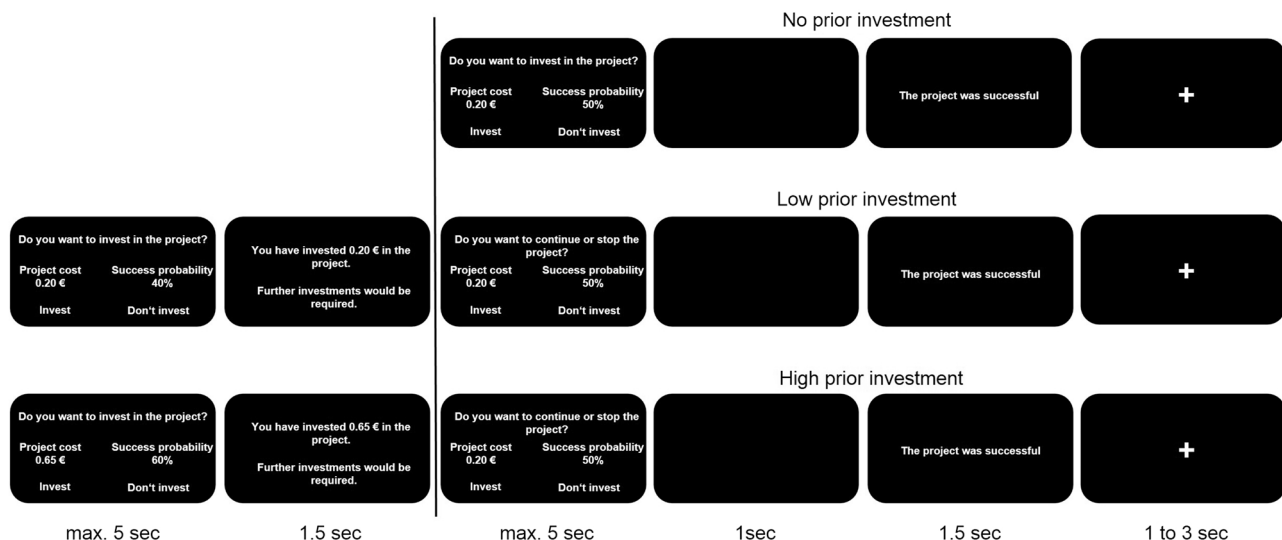 No prior investment
Do you want to invest in the project?
Project cost Success probability
0.20 € 50%
Invest Don't invest
The project was successful
+
Low prior investment
Do you want to invest in the project?
Project cost Success probability
0.20 € 40%
Invest Don't invest
You have invested 0.20 € in the
project.
Further investments would be
required.
Do you want to continue or stop the
project?
Project cost Success probability
0.20 € 50%
Invest Don't invest
The project was successful
+
High prior investment
Do you want to invest in the project?
Project cost Success probability
0.65 € 60%
Invest Don't invest
You have invested 0.65 € in the
project.
Further investments would be
required.
Do you want to continue or stop the
project?
Project cost Success probability
0.20 € 50%
Invest Don't invest
The project was successful
+
max. 5 sec 1.5 sec max. 5 sec 1sec 1.5 sec 1 to 3 sec